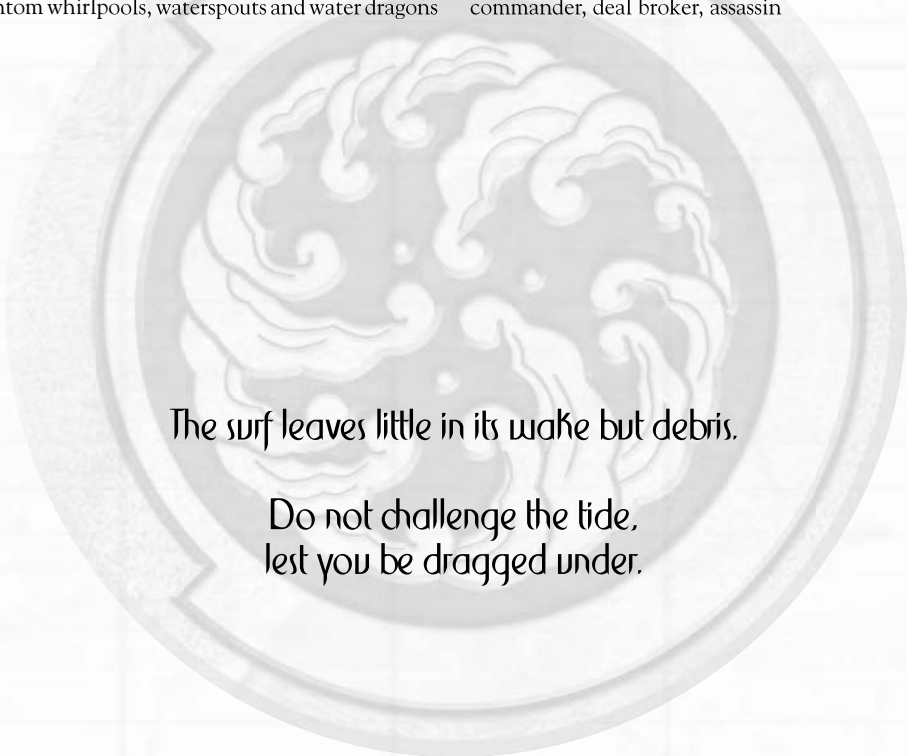 whirlpools, waterspouts and water dragons
commander, deal broker, assassin
The surf leaves little in its wake but debris.
Do not challenge the tide,
lest you be dragged under.